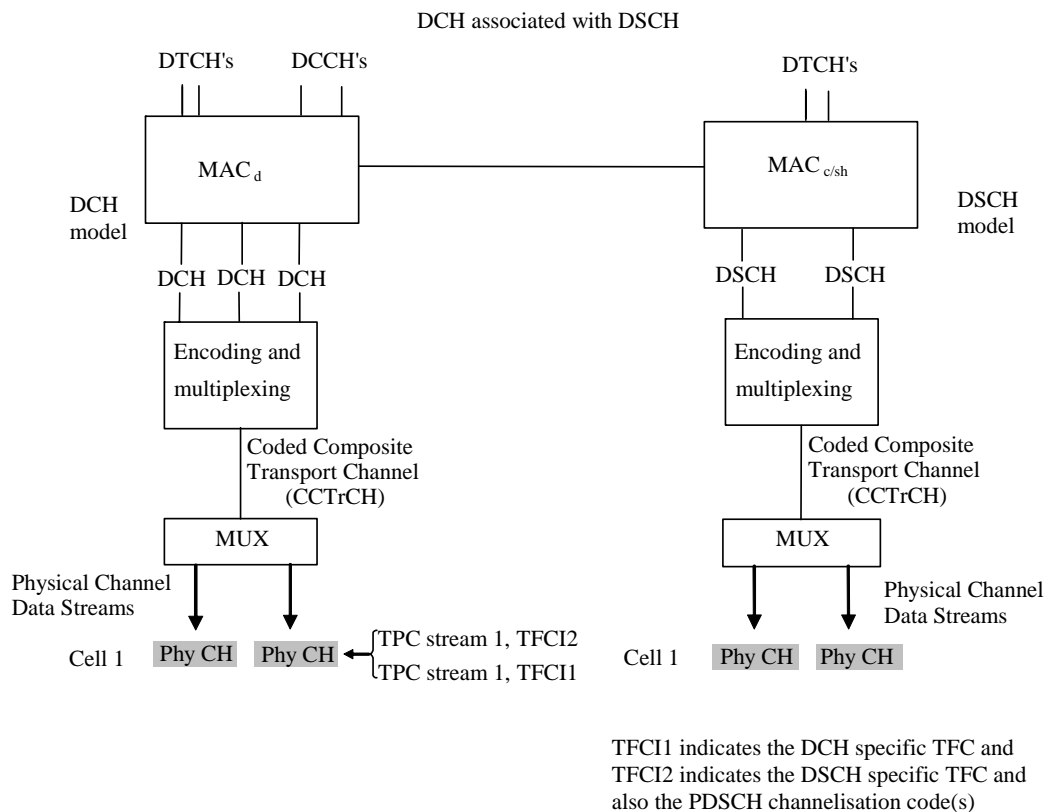 DCH associated with DSCH
DTCH's
DCCH's
DTCH's
MAC d
MAC c/sh
DCH
model
DSCH
model
DCH
DCH
DCH
DSCH
DSCH
Encoding and
multiplexing
Encoding and
multiplexing
Coded Composite
Transport Channel
(CCTrCH)
Coded Composite
Transport Channel
(CCTrCH)
MUX
MUX
Physical Channel
Data Streams
Physical Channel
Data Streams
Cell 1
Phy CH
Phy CH
TPC stream 1, TFCI2
TPC stream 1, TFCI1
Cell 1
Phy CH
Phy CH
TFCI1 indicates the DCH specific TFC and
TFCI2 indicates the DSCH specific TFC and
also the PDSCH channelisation code(s)